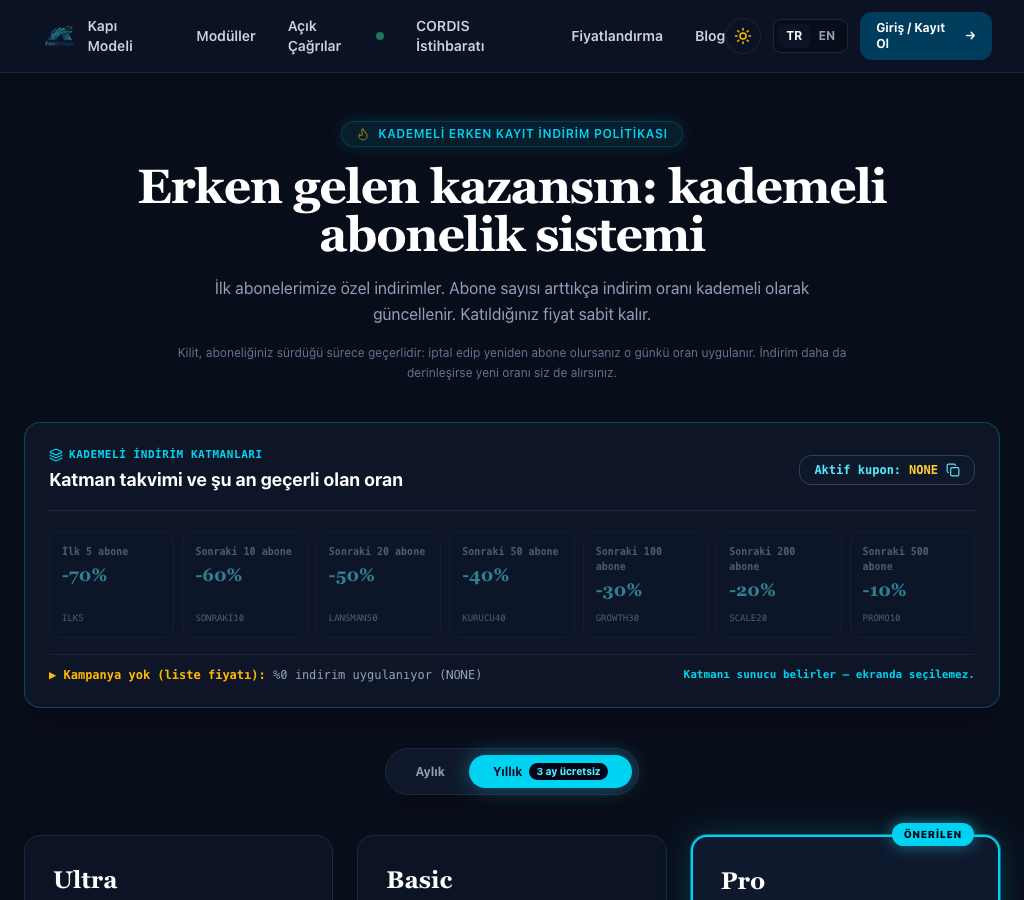 Kapı
Modeli
Modüller
Açık
Çağrılar
CORDIS
İstihbaratı
Fiyatlandırma
Blog
TR
EN
Giriş / Kayıt
Ol
KADEMELİ ERKEN KAYIT İNDİRİM POLİTİKASI
Erken gelen kazansın: kademeli
abonelik sistemi
İlk abonelerimize özel indirimler. Abone sayısı arttıkça indirim oranı kademeli olarak
güncellenir. Katıldığınız fiyat sabit kalır.
Kilit, aboneliğiniz sürdüğü sürece geçerlidir: iptal edip yeniden abone olursanız o günkü oran uygulanır. İndirim daha da
derinleşirse yeni oranı siz de alırsınız.
KADEMELİ İNDİRİM KATMANLARI
Katman takvimi ve şu an geçerli olan oran
Aktif kupon: NONE
İlk 5 abone
-70%
ILK5
Sonraki 10 abone
-60%
SONRAKI10
Sonraki 20 abone
-50%
LANSMAN50
Sonraki 50 abone
-40%
KURUCU40
Sonraki 100
abone
-30%
GROWTH30
Sonraki 200
abone
-20%
SCALE20
Sonraki 500
abone
-10%
PROMO10
▶ Kampanya yok (liste fiyatı): %0 indirim uygulanıyor (NONE)
Katmanı sunucu belirler — ekranda seçilemez.
Aylık
Yıllık
3 ay ücretsiz
ÖNERİLEN
Ultra
Basic
Pro